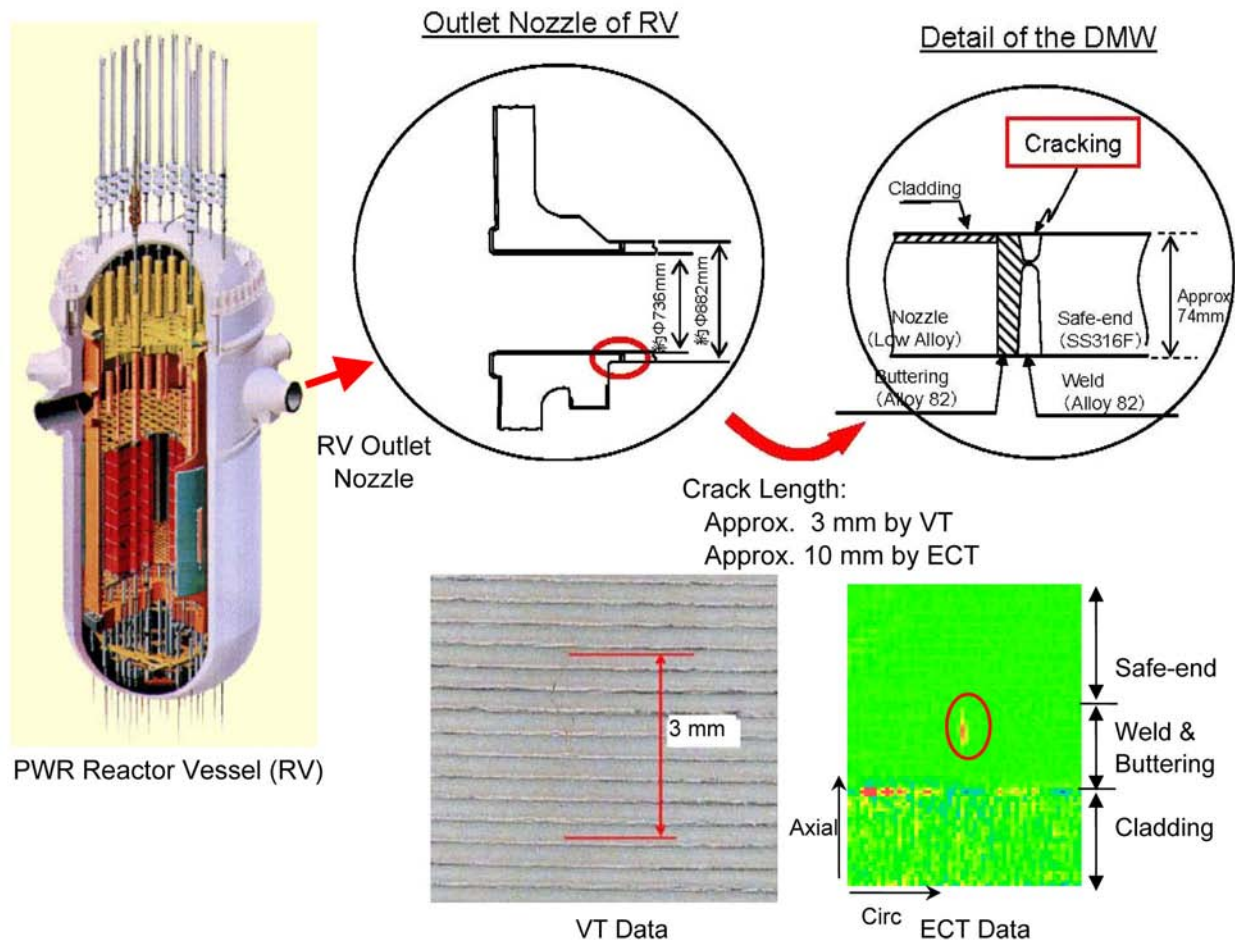 Outlet Nozzle of RV
Detail of the DMW
Cracking
Cladding
約Φ736mm
約Φ882mm
Nozzle
(Low Alloy)
Safe-end
(SS316F)
Approx.
74mm
Buttering
(Alloy 82)
Weld
(Alloy 82)
RV Outlet
Nozzle
Crack Length:
Approx. 3 mm by VT
Approx. 10 mm by ECT
PWR Reactor Vessel (RV)
3 mm
Safe-end
Weld &
Buttering
Cladding
Axial
Circ
VT Data
ECT Data